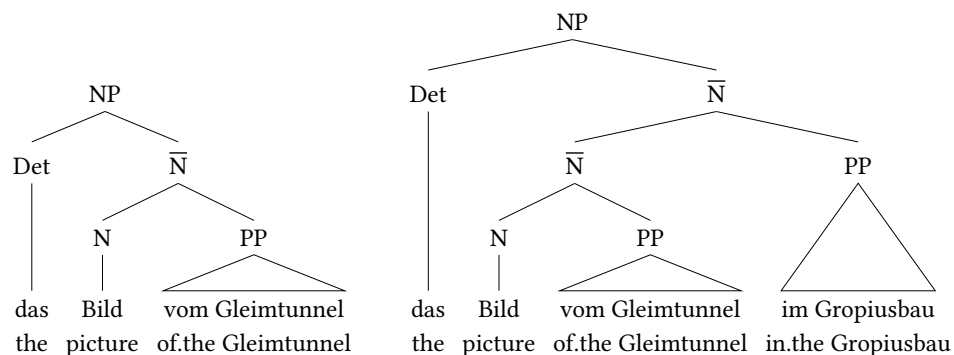 NP
Det N̅
N PP
das Bild vom Gleimtunnel
the picture of.the Gleimtunnel
NP
Det N̅
N̅ PP
N PP
das Bild vom Gleimtunnel im Gropiusbau
the picture of.the Gleimtunnel in.the Gropiusbau